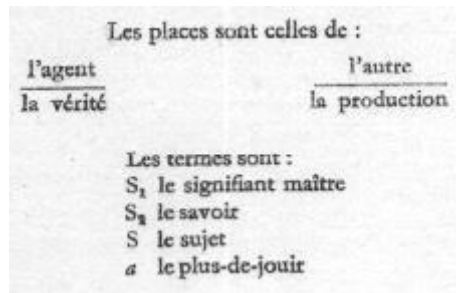 Les places sont celles de :
l'agent l'autre
la vérité la production
Les termes sont :
S₁ le signifiant maître
S₂ le savoir
S le sujet
a le plus-de-jouir